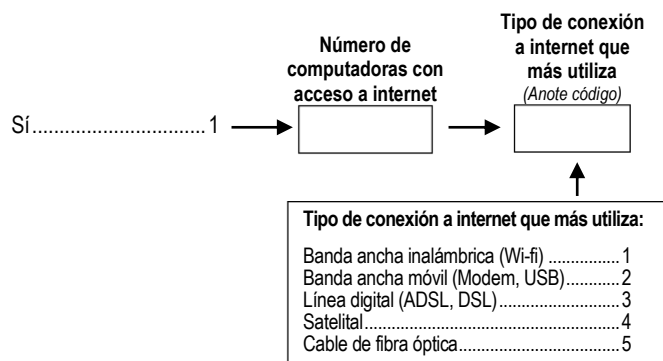 Número de
computadoras con
acceso a internet
Tipo de conexión
a internet que
más utiliza
(Anote código)
Sí............................... 1
Tipo de conexión a internet que más utiliza:
Banda ancha inalámbrica (Wi-fi) ................1
Banda ancha móvil (Modem, USB)............2
Línea digital (ADSL, DSL)...........................3
Satelital........................................................4
Cable de fibra óptica....................................5